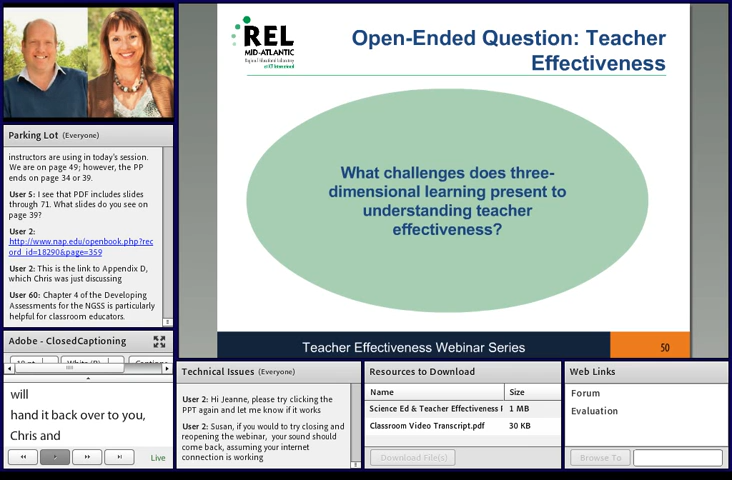 REL
MID-ATLANTIC
Regional Educational Laboratory
Open-Ended Question: Teacher
Effectiveness
What challenges does three-
dimensional learning present to
understanding teacher
effectiveness?
Teacher Effectiveness Webinar Series
50
Parking Lot (Everyone)
instructors are using in today's session.
We are on page 49; however, the PP
ends on page 34 or 39.
User 5: I see that PDF includes slides
through 71. What slides do you see on
page 39?
User 2:
http://www.nap.edu/openbook.php?rec
ord_id=18290&page=359
User 2: This is the link to Appendix D,
which Chris was just discussing
User 60: Chapter 4 of the Developing
Assessments for the NGSS is particularly
helpful for classroom educators.
Adobe - ClosedCaptioning
will
hand it back over to you,
Chris and
Live
Technical Issues (Everyone)
User 2: Hi Jeanne, please try clicking the
PPT again and let me know if it works
User 2: Susan, if you would to try closing and
reopening the webinar, your sound should
come back, assuming your internet
connection is working
Resources to Download
Name Size
Science Ed & Teacher Effectiveness 1 MB
Classroom Video Transcript.pdf 30 KB
Download File(s)
Web Links
Forum
Evaluation
Browse To